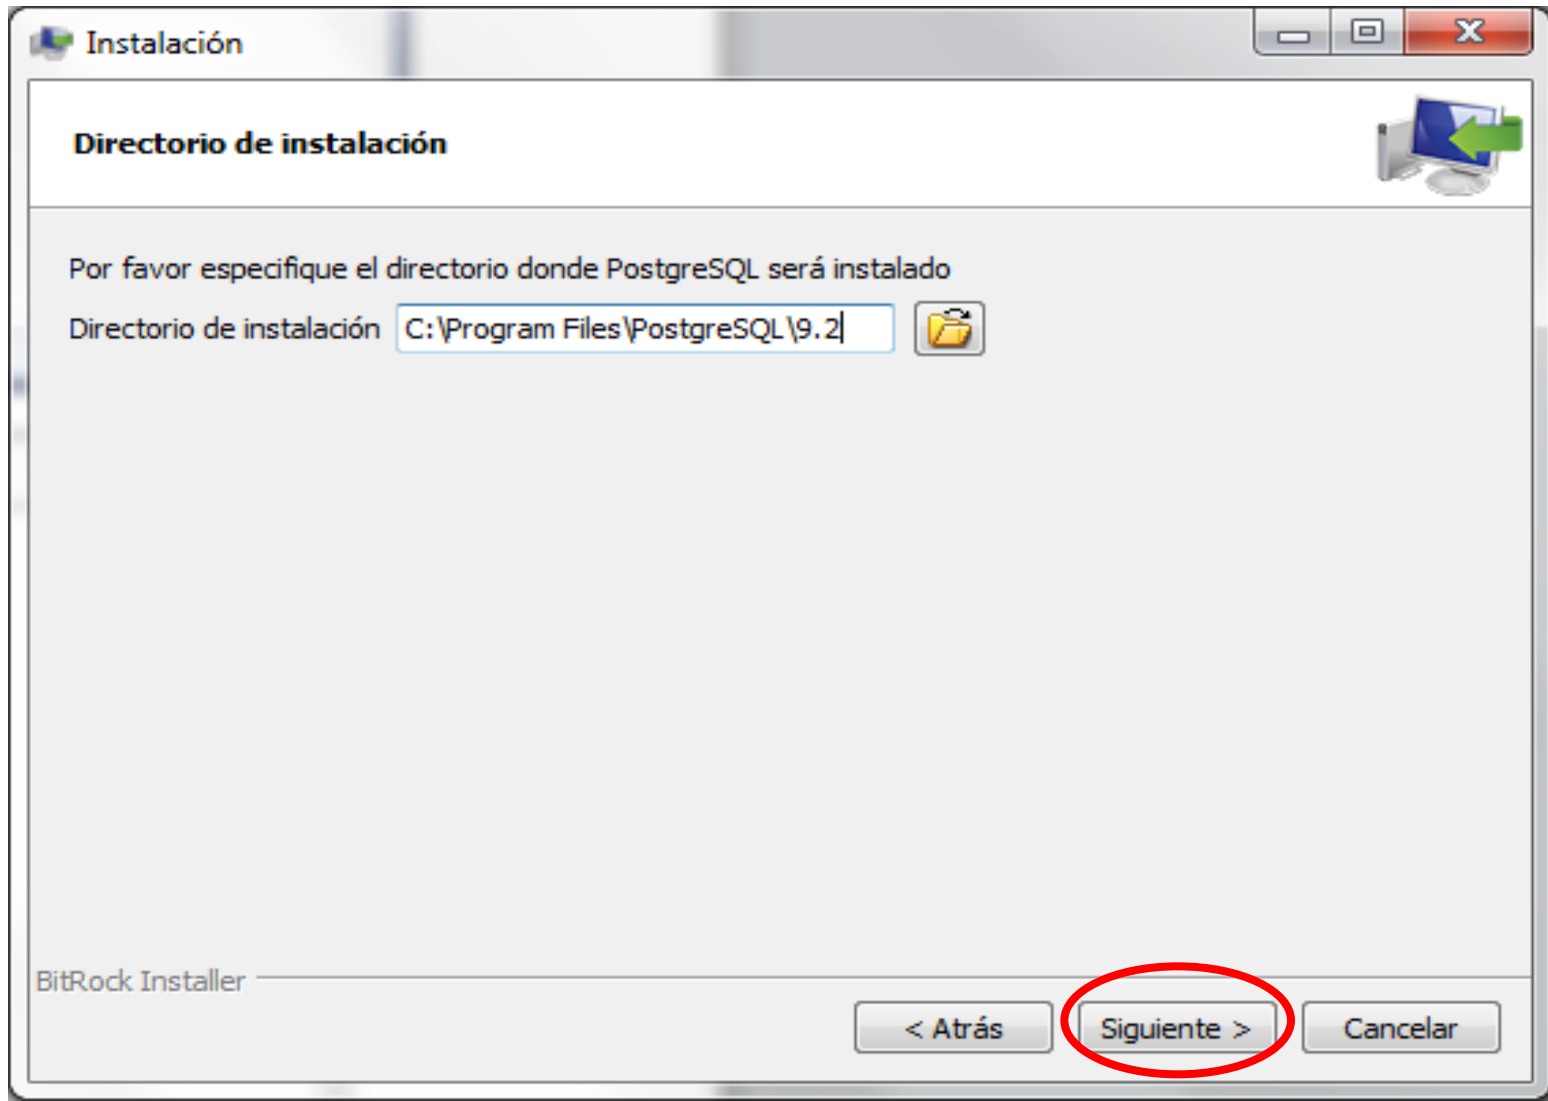 Instalación
Directorio de instalación
Por favor especifique el directorio donde PostgreSQL será instalado
Directorio de instalación C:\Program Files\PostgreSQL\9.2
BitRock Installer
< Atrás Siguiente > Cancelar